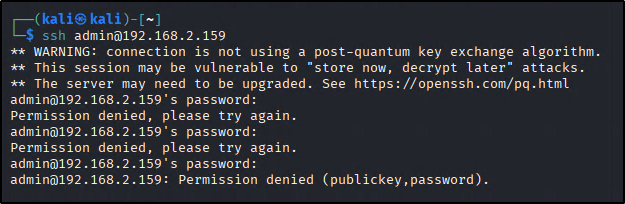 ┌──(kali㉿kali)-[~]
└─$ ssh admin@192.168.2.159
** WARNING: connection is not using a post-quantum key exchange algorithm.
** This session may be vulnerable to "store now, decrypt later" attacks.
** The server may need to be upgraded. See https://openssh.com/pq.html
admin@192.168.2.159's password:
Permission denied, please try again.
admin@192.168.2.159's password:
Permission denied, please try again.
admin@192.168.2.159's password:
admin@192.168.2.159: Permission denied (publickey,password).